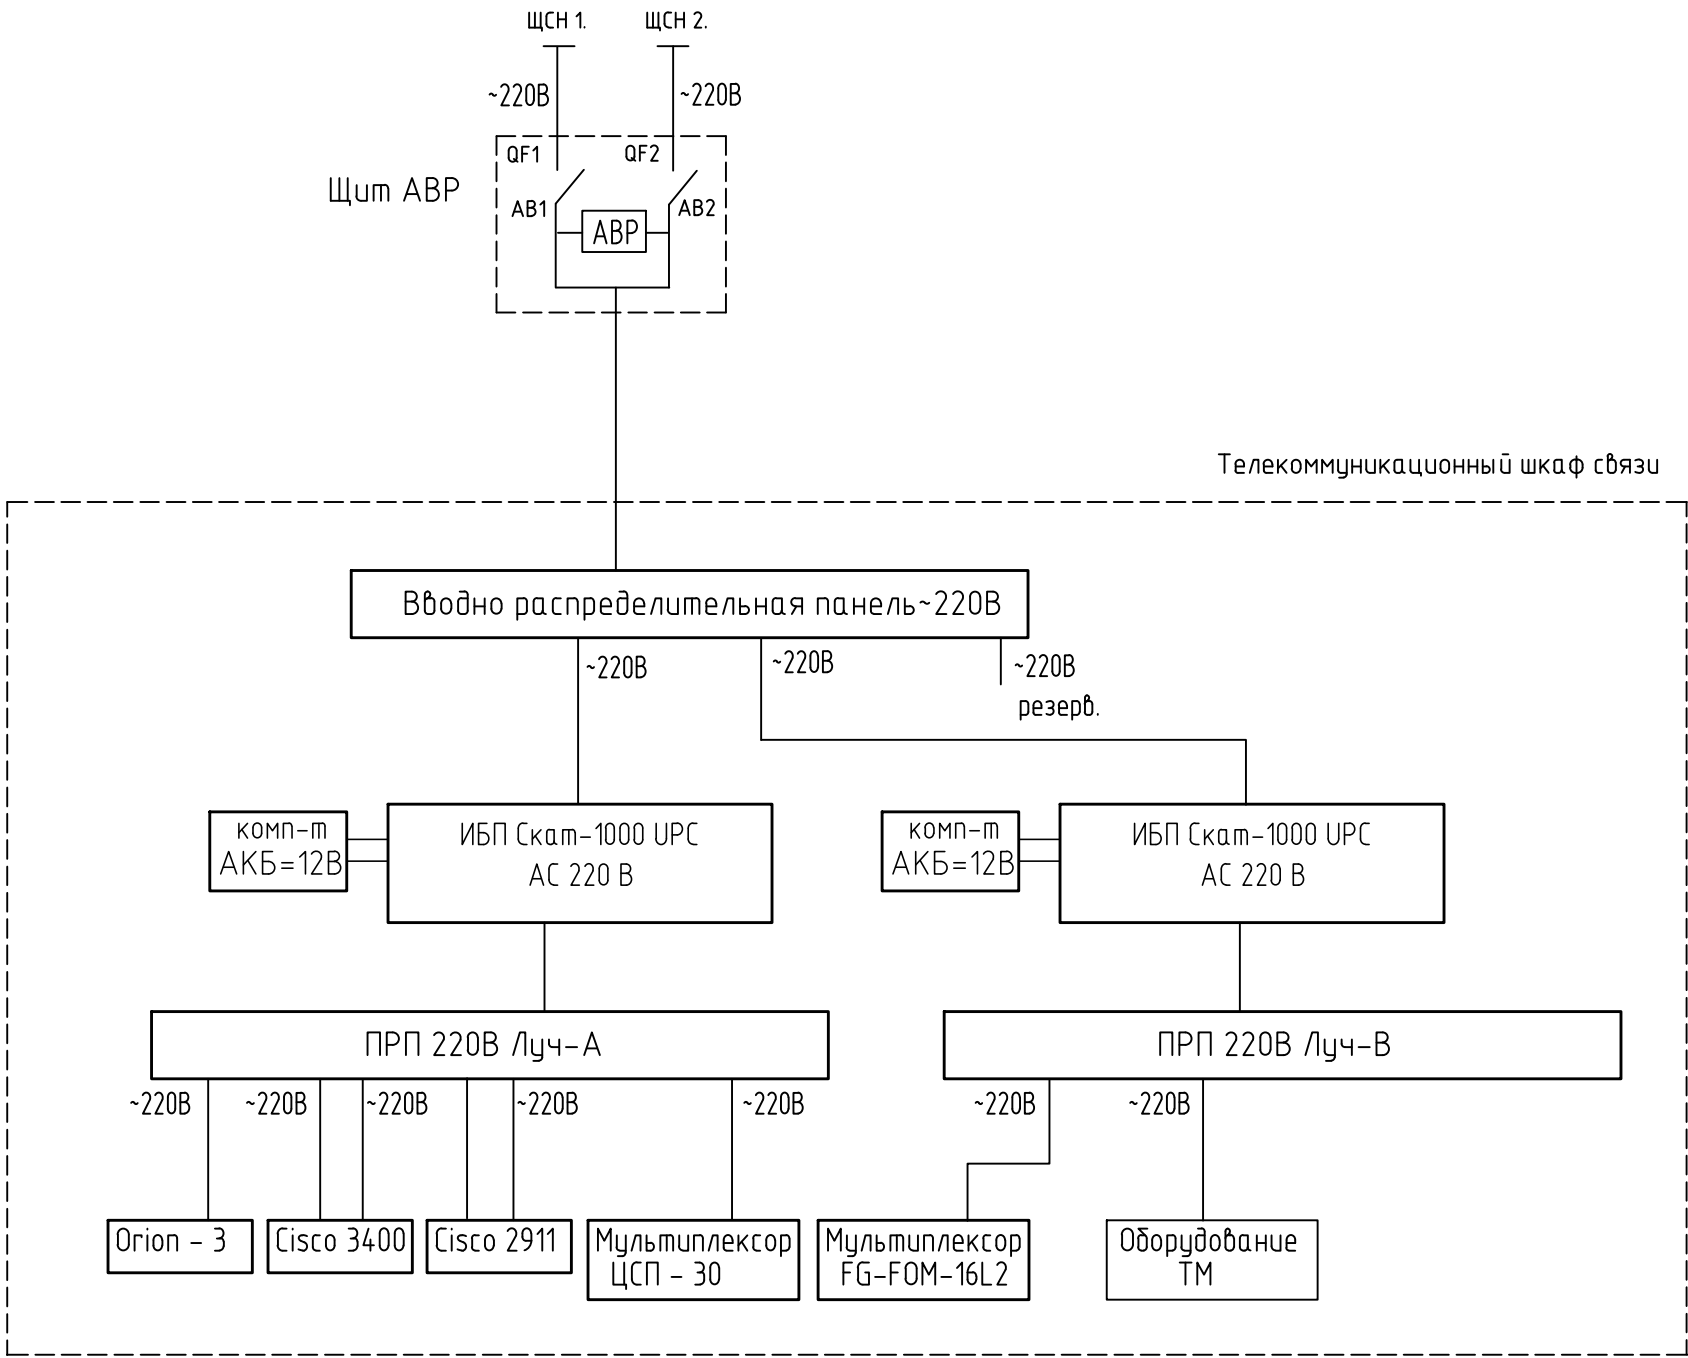 ЩСН 1.
ЩСН 2.
~220В
~220В
QF1
QF2
Щит АВР
АВ1
АВ2
АВР
Телекоммуникационный шкаф связи
Вводно распределительная панель~220В
~220В
~220В
~220В
резерв.
комп-т
АКБ=12В
ИБП Скат-1000 UPC
АС 220 В
комп-т
АКБ=12В
ИБП Скат-1000 UPC
АС 220 В
ПРП 220В Луч-А
ПРП 220В Луч-В
~220В
~220В
~220В
~220В
~220В
~220В
~220В
Orion - 3
Cisco 3400
Cisco 2911
Мультиплексор
ЦСП - 30
Мультиплексор
FG-FOM-16L2
Оборудование
ТМ